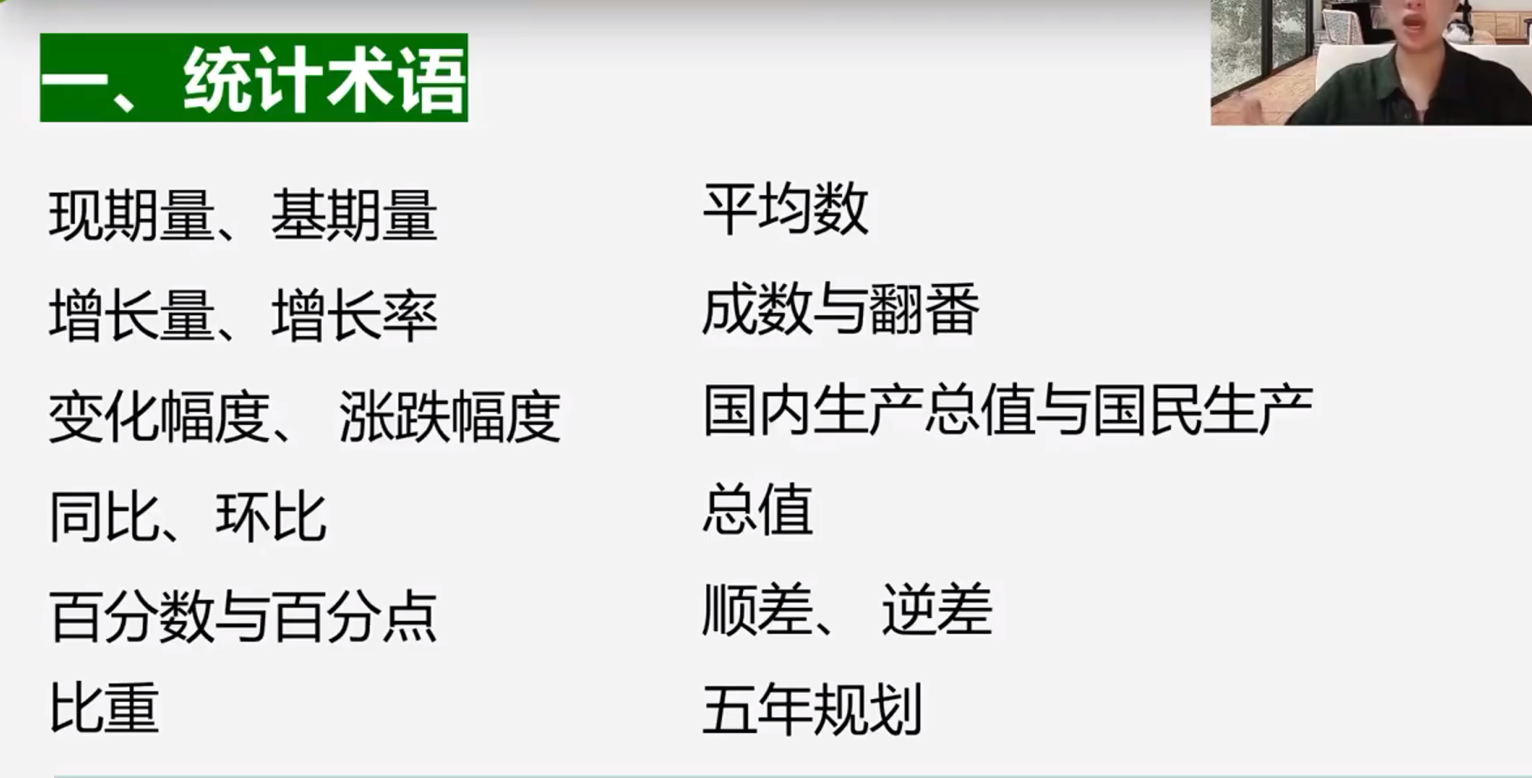 一、统计术语
现期量、基期量
增长量、增长率
变化幅度、 涨跌幅度
同比、环比
百分数与百分点
比重
平均数
成数与翻番
国内生产总值与国民生产
总值
顺差、 逆差
五年规划